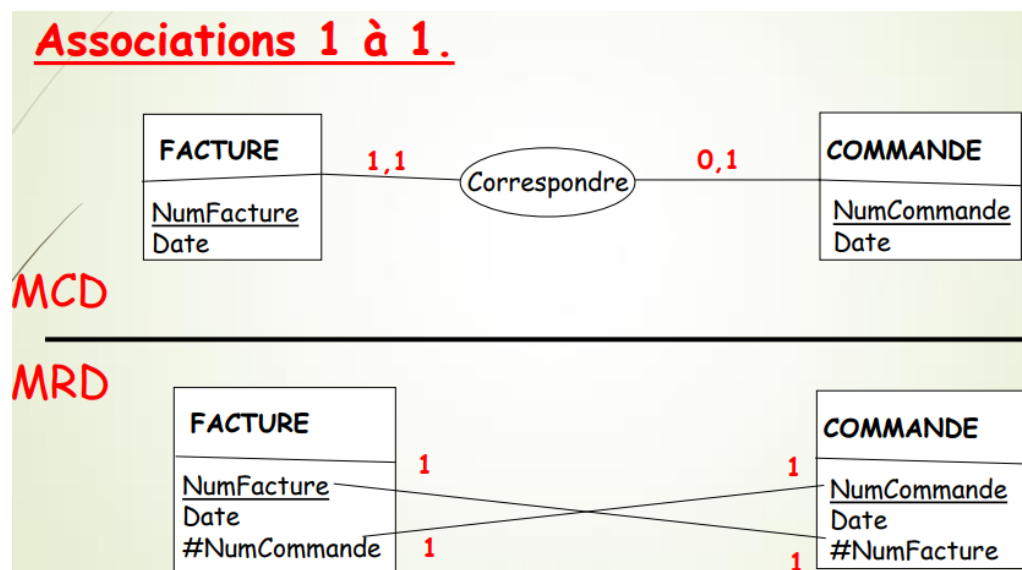 Associations 1 à 1.
FACTURE
1,1
Correspondre
0,1
COMMANDE
NumFacture
Date
NumCommande
Date
MCD
MRD
FACTURE
COMMANDE
1
1
NumFacture
Date
#NumCommande
1
NumCommande
Date
#NumFacture
1